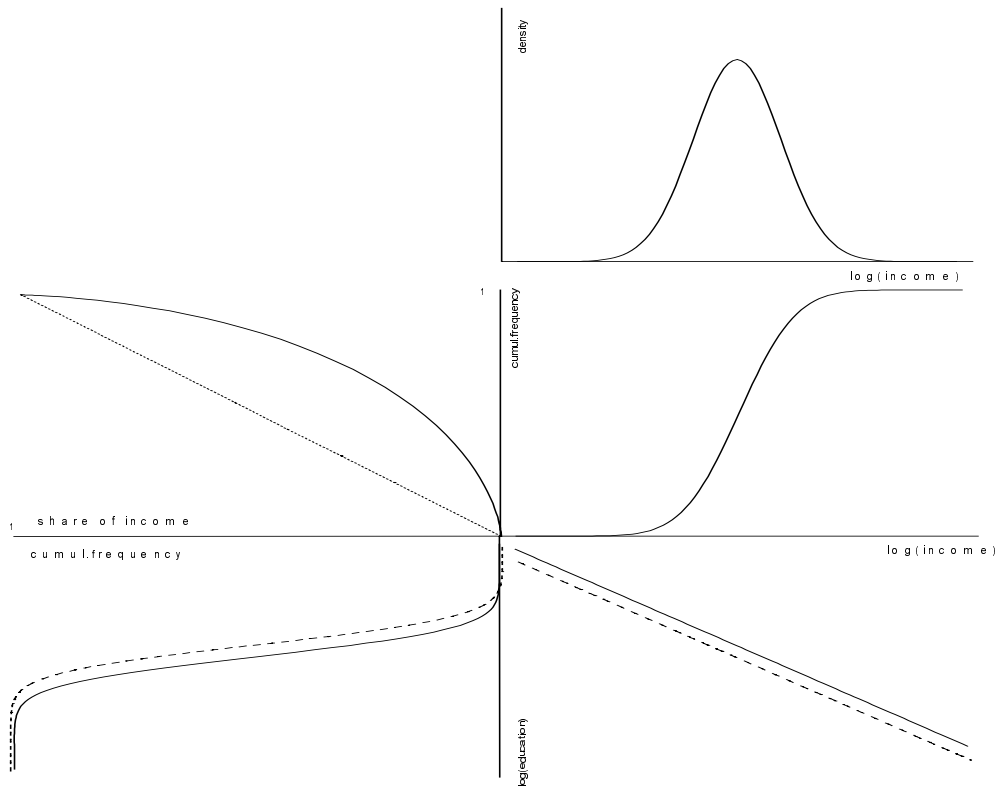 density
log(income)
1
cumul.frequency
1
share of income
cumul.frequency
log(income)
log(education)